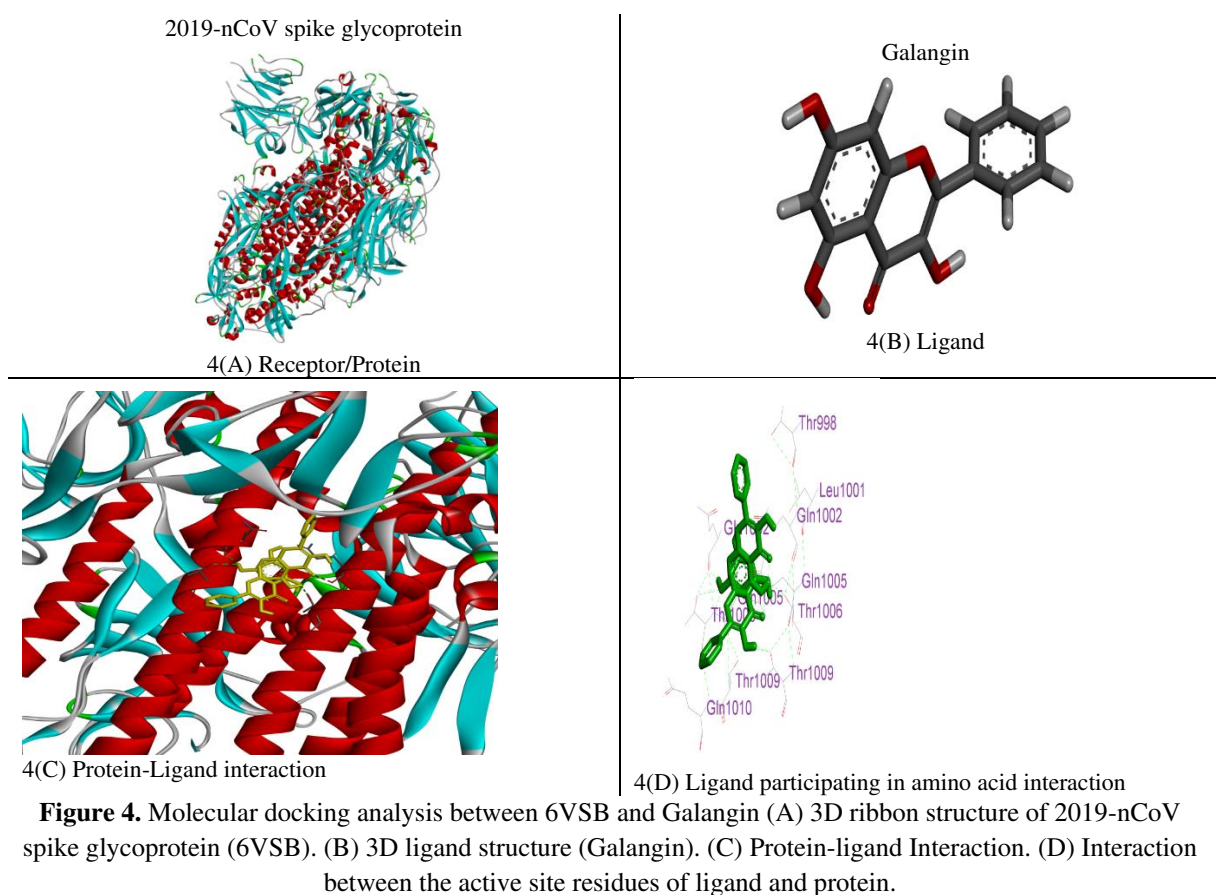 2019-nCoV spike glycoprotein
4(A) Receptor/Protein
Galangin
4(B) Ligand
4(C) Protein-Ligand interaction
Thr998
Leu1001
Gln1002
Gln1005
Thr1006
Thr1009
Thr1009
Gln1010
4(D) Ligand participating in amino acid interaction
Figure 4. Molecular docking analysis between 6VSB and Galangin (A) 3D ribbon structure of 2019-nCoV
spike glycoprotein (6VSB). (B) 3D ligand structure (Galangin). (C) Protein-ligand Interaction. (D) Interaction
between the active site residues of ligand and protein.